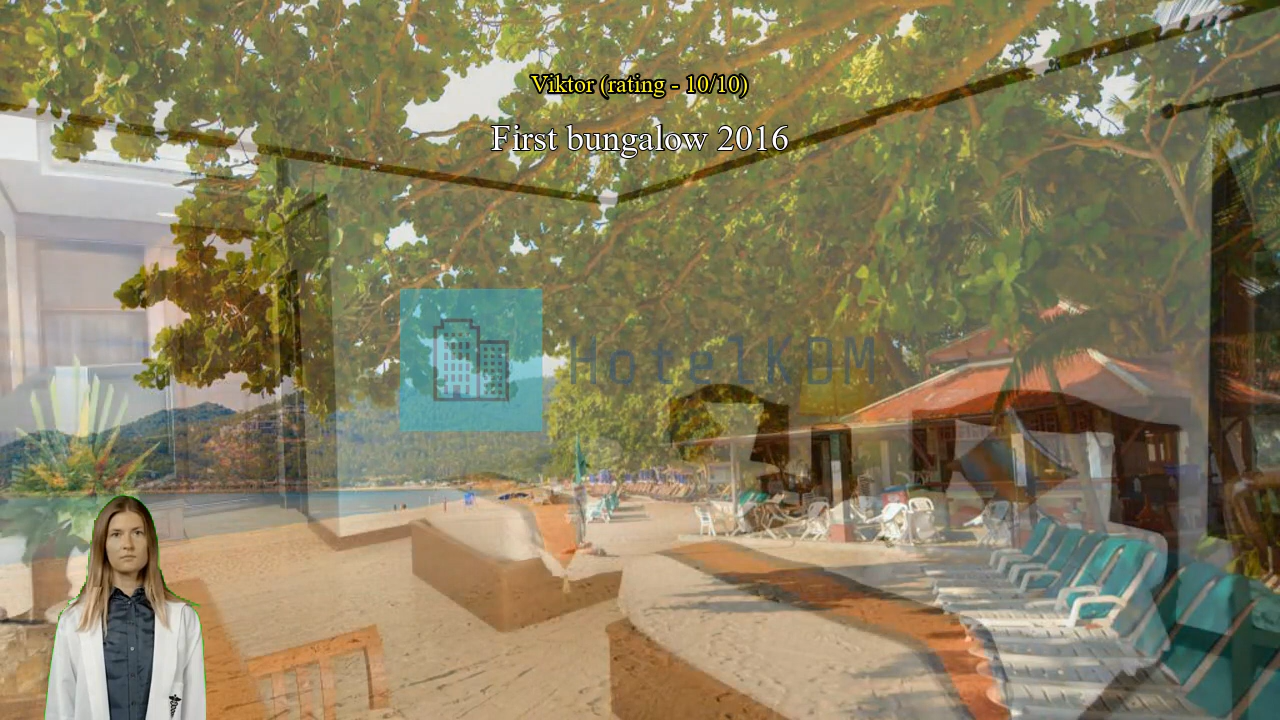 Viktor (rating - 10/10)
First bungalow 2016
HotelKDM